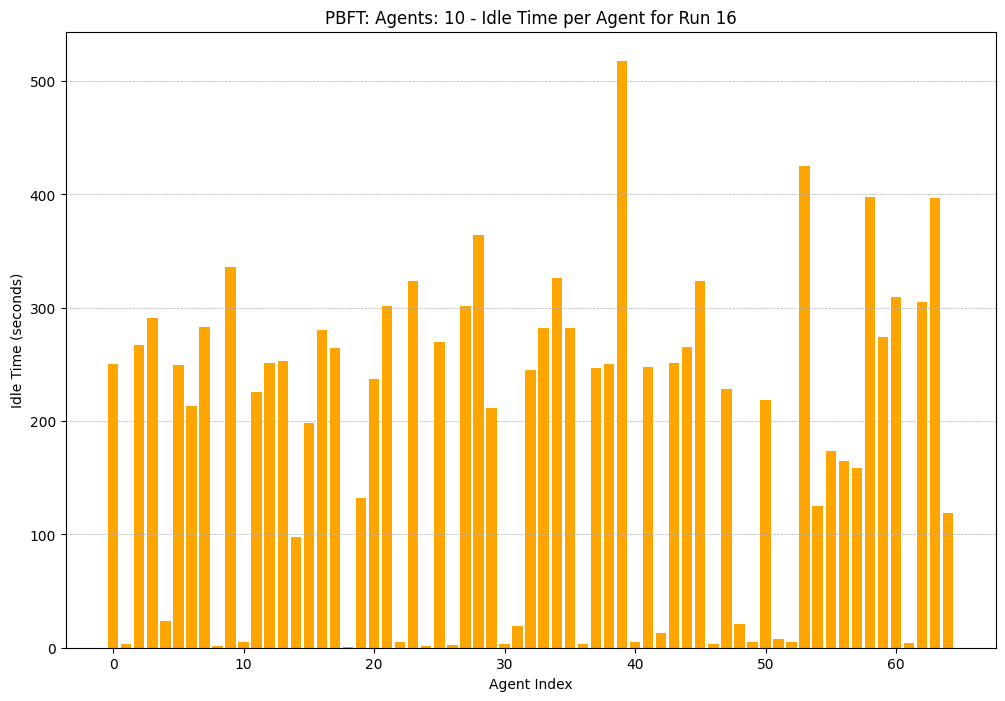 PBFT: Agents: 10 - Idle Time per Agent for Run 16
Idle Time (seconds)
500
400
300
200
100
0
0 10 20 30 40 50 60
Agent Index